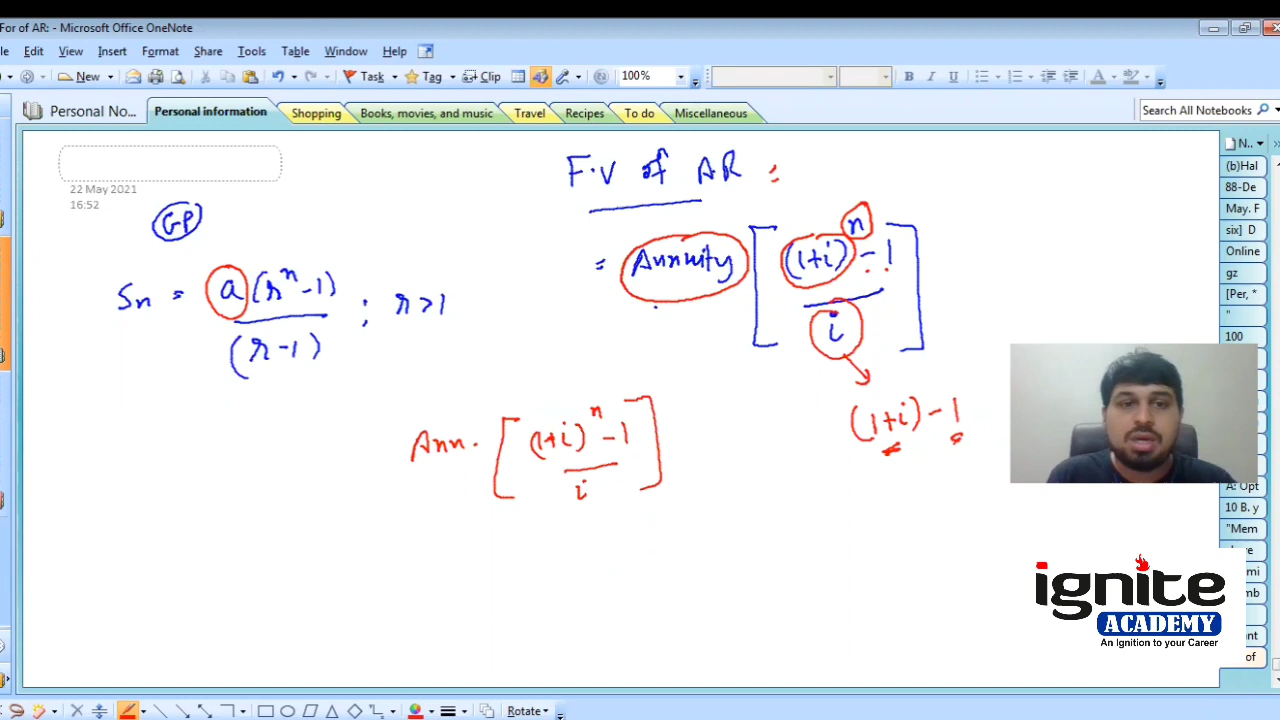 For of AR: - Microsoft Office OneNote
le Edit View Insert Format Share Tools Table Window Help
New Task Tag Clip 100% B I U A
Personal No... Personal information Shopping Books, movies, and music Travel Recipes To do Miscellaneous Search All Notebooks
N..
(b)Hal
88-De
May. F
six] D
Online
gz
[Per, *
"
100
A: Opt
10 B. y
"Mem
22 May 2021
16:52
F.V of AR :
GP
= Annuity [ (1+i)^n - 1 / i ]
Sn = a(r^n-1) / (r-1) ; r>1
(1+i) - 1
Ann. [ (1+i)^n - 1 / i ]
ignite
ACADEMY
An Ignition to your Career
of
Rotate